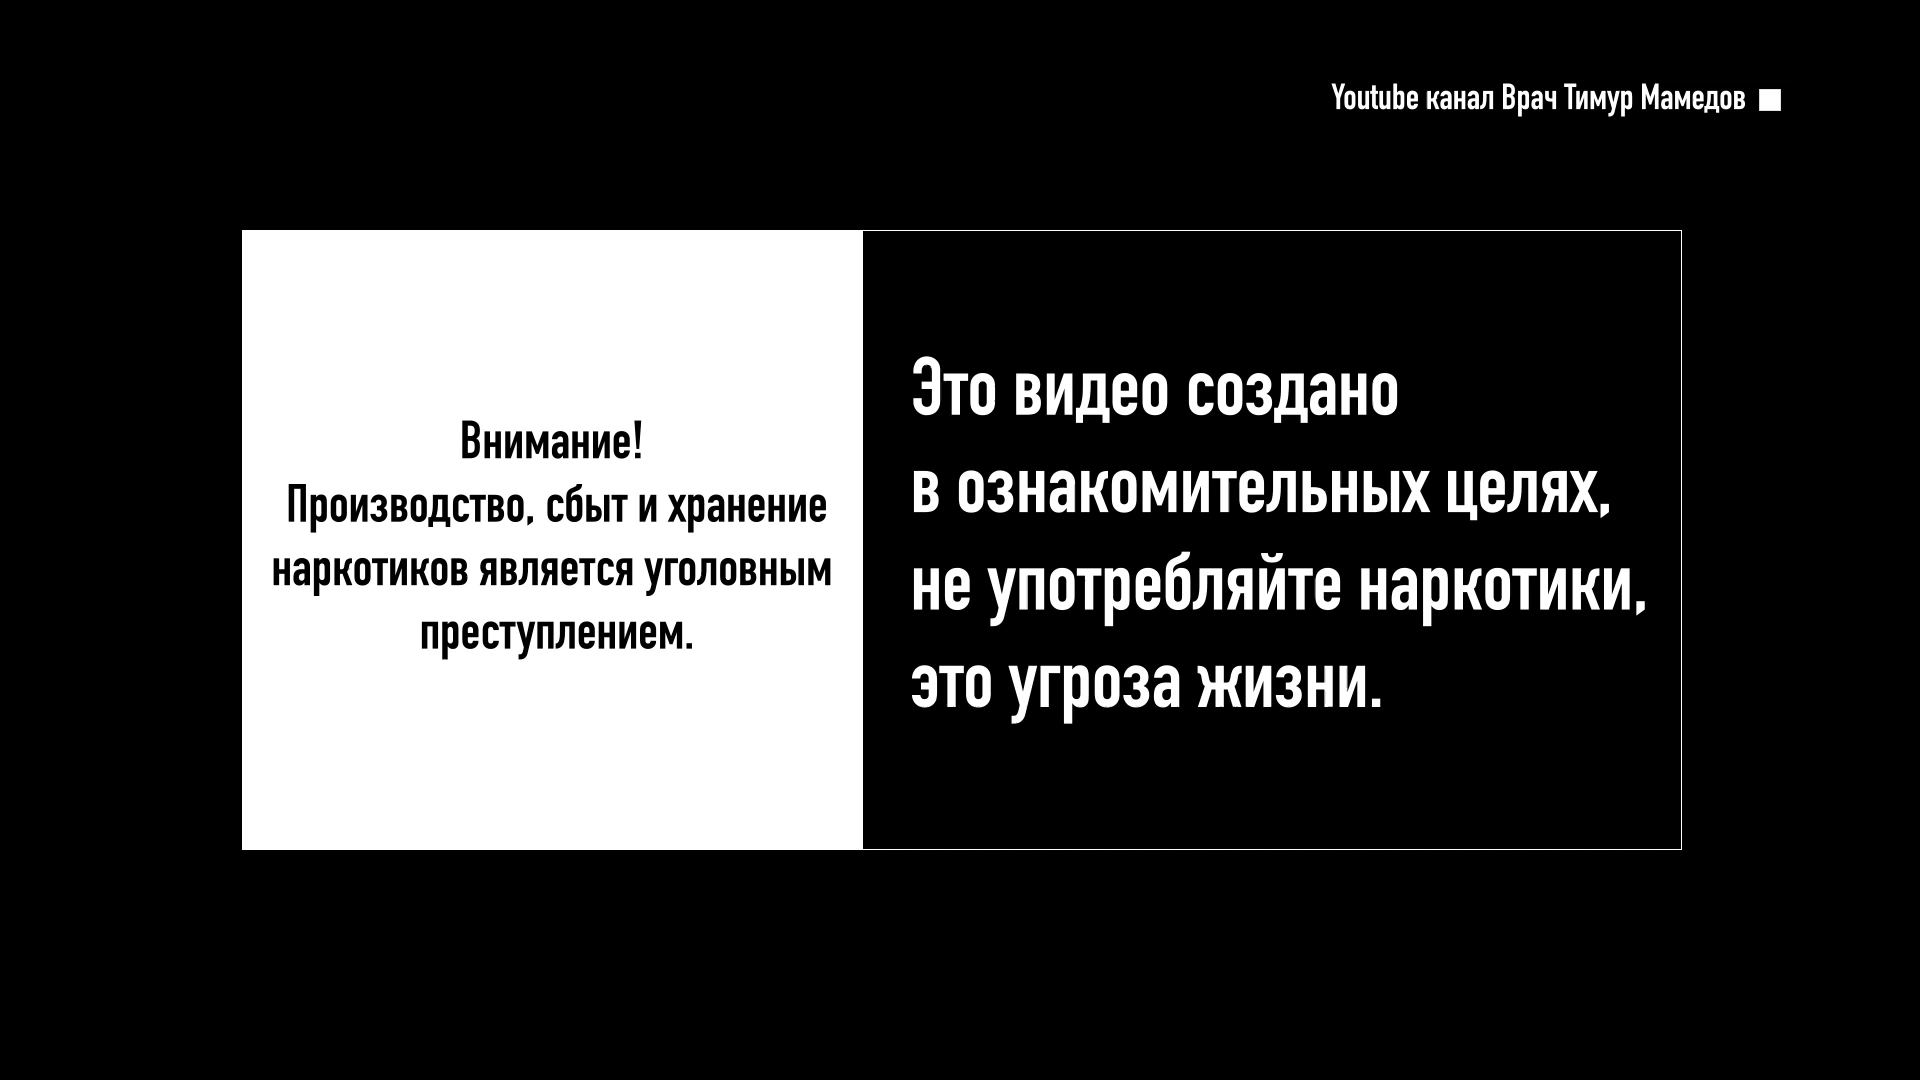 Youtube канал Врач Тимур Мамедов
Внимание!
Производство, сбыт и хранение
наркотиков является уголовным
преступлением.
Это видео создано
в ознакомительных целях,
не употребляйте наркотики,
это угроза жизни.